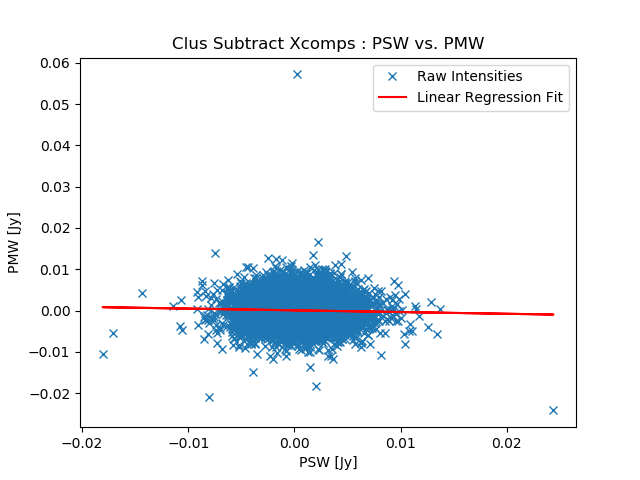 Clus Subtract Xcomps : PSW vs. PMW
Raw Intensities
Linear Regression Fit
0.06
0.05
0.04
0.03
0.02
0.01
0.00
−0.01
−0.02
PMW [Jy]
−0.02
−0.01
0.00
0.01
0.02
PSW [Jy]